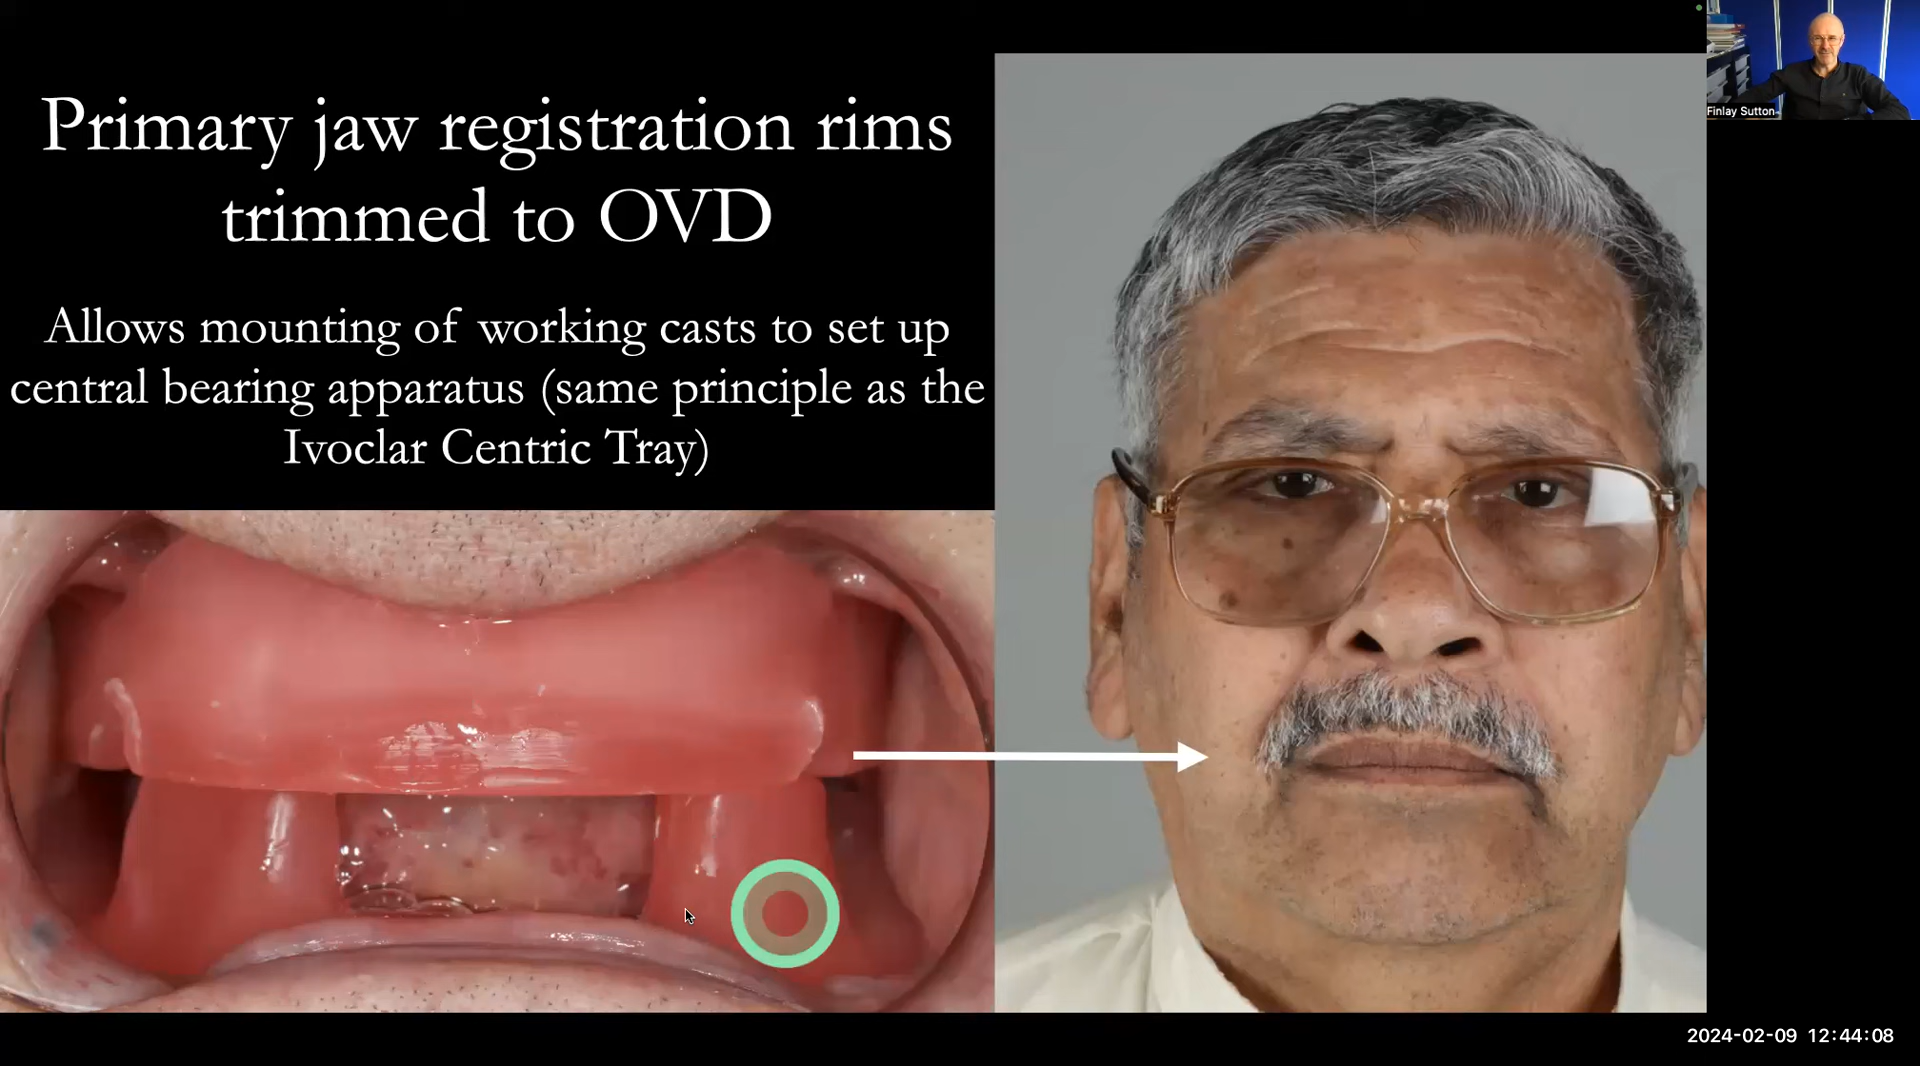 Primary jaw registration rims
trimmed to OVD
Allows mounting of working casts to set up
central bearing apparatus (same principle as the
Ivoclar Centric Tray)
Finlay Sutton
2024-02-09 12:44:08